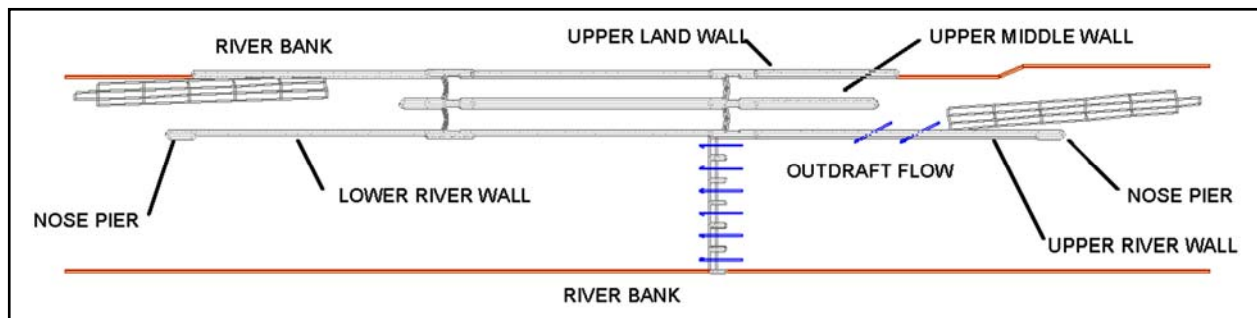 UPPER LAND WALL
UPPER MIDDLE WALL
RIVER BANK
OUTDRAFT FLOW
LOWER RIVER WALL
NOSE PIER
NOSE PIER
UPPER RIVER WALL
RIVER BANK